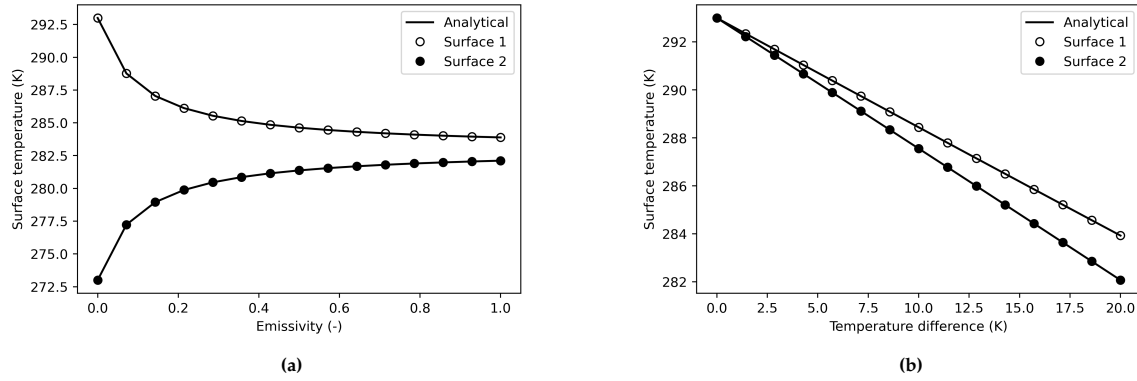 292.5
290.0
287.5
285.0
282.5
280.0
277.5
275.0
272.5
Surface temperature (K)
0.0 0.2 0.4 0.6 0.8 1.0
Emissivity (-)
Analytical
Surface 1
Surface 2
(a)
292
290
288
286
284
282
Surface temperature (K)
0.0 2.5 5.0 7.5 10.0 12.5 15.0 17.5 20.0
Temperature difference (K)
Analytical
Surface 1
Surface 2
(b)